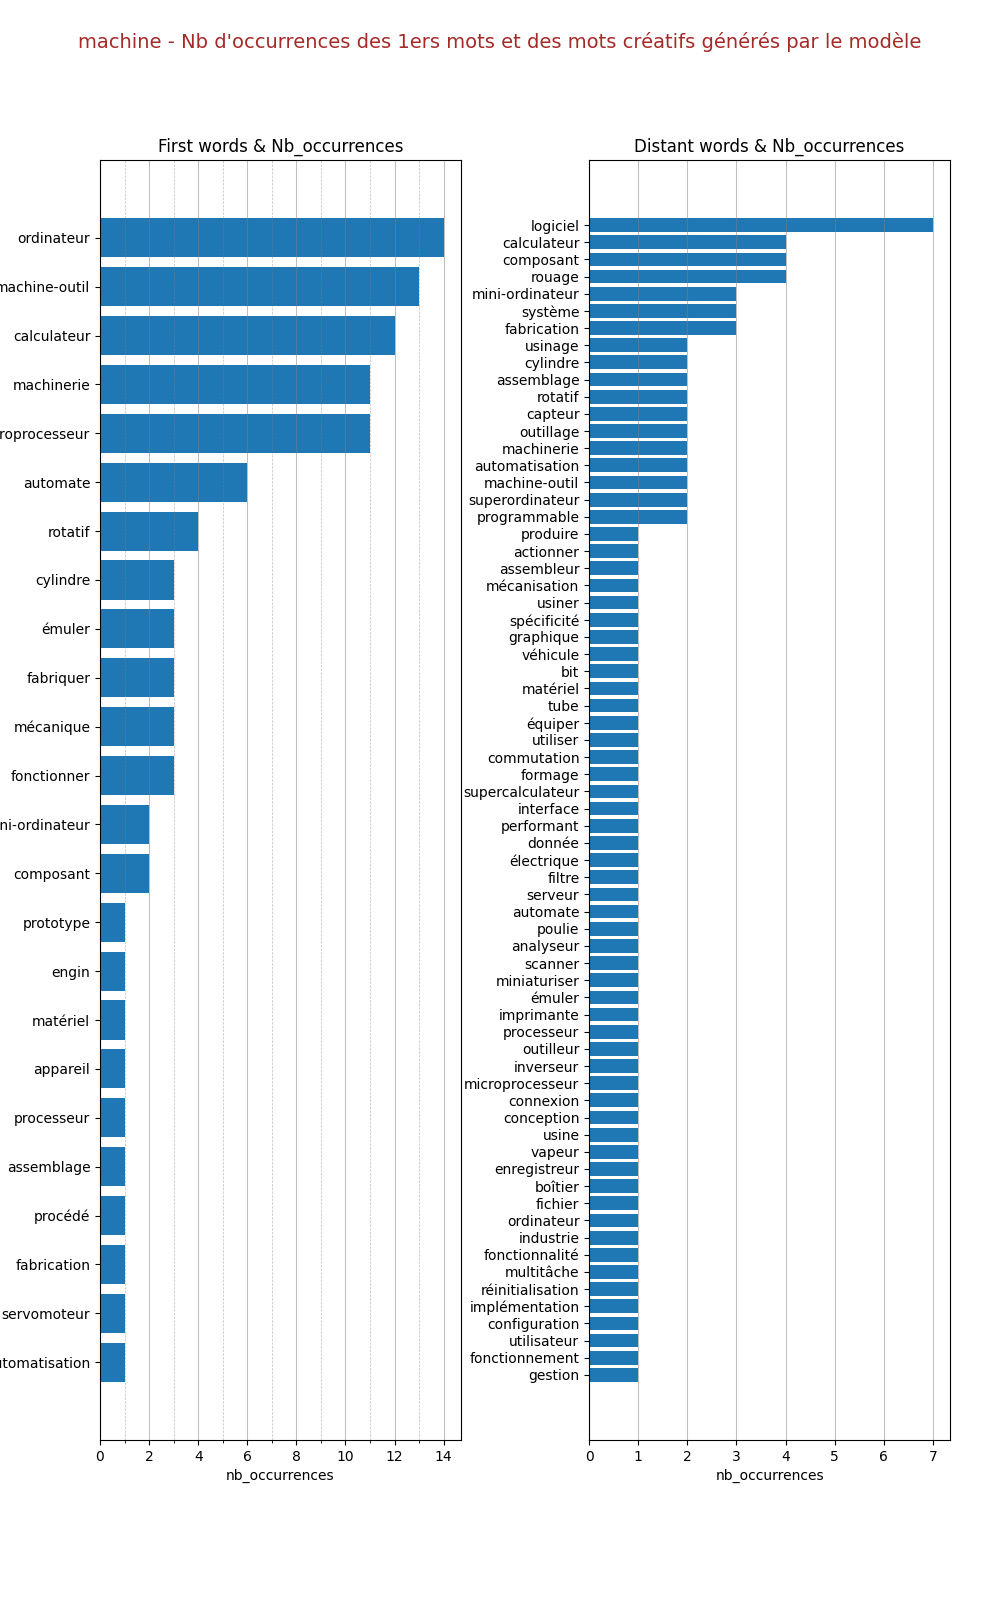 machine - Nb d'occurrences des 1ers mots et des mots créatifs générés par le modèle
First words & Nb_occurrences
ordinateur
machine-outil
calculateur
machinerie
roprocesseur
automate
rotatif
cylindre
émuler
fabriquer
mécanique
fonctionner
ni-ordinateur
composant
prototype
engin
matériel
appareil
processeur
assemblage
procédé
fabrication
servomoteur
utomatisation
0 2 4 6 8 10 12 14
nb_occurrences
Distant words & Nb_occurrences
logiciel
calculateur
composant
rouage
mini-ordinateur
système
fabrication
usinage
cylindre
assemblage
rotatif
capteur
outillage
machinerie
automatisation
machine-outil
superordinateur
programmable
produire
actionner
assembleur
mécanisation
usiner
spécificité
graphique
véhicule
bit
matériel
tube
équiper
utiliser
commutation
formage
supercalculateur
interface
performant
donnée
électrique
filtre
serveur
automate
poulie
analyseur
scanner
miniaturiser
émuler
imprimante
processeur
outilleur
inverseur
microprocesseur
connexion
conception
usine
vapeur
enregistreur
boîtier
fichier
ordinateur
industrie
fonctionnalité
multitâche
réinitialisation
implémentation
configuration
utilisateur
fonctionnement
gestion
0 1 2 3 4 5 6 7
nb_occurrences